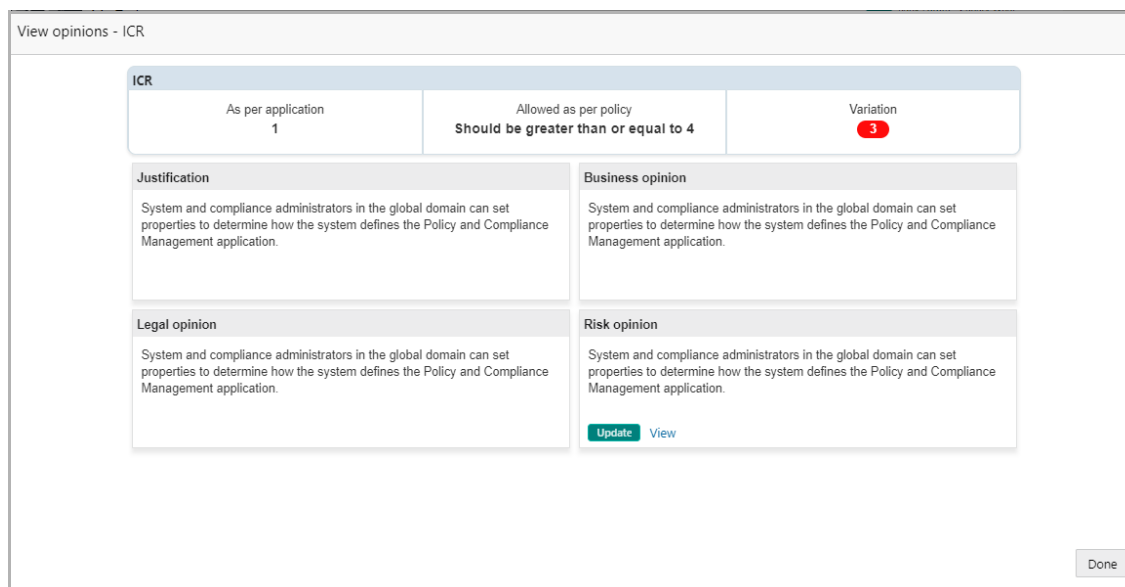 View opinions - ICR
ICR
As per application
1
Allowed as per policy
Should be greater than or equal to 4
Variation
3
Justification
System and compliance administrators in the global domain can set
properties to determine how the system defines the Policy and Compliance
Management application.
Business opinion
System and compliance administrators in the global domain can set
properties to determine how the system defines the Policy and Compliance
Management application.
Legal opinion
System and compliance administrators in the global domain can set
properties to determine how the system defines the Policy and Compliance
Management application.
Risk opinion
System and compliance administrators in the global domain can set
properties to determine how the system defines the Policy and Compliance
Management application.
Update View
Done